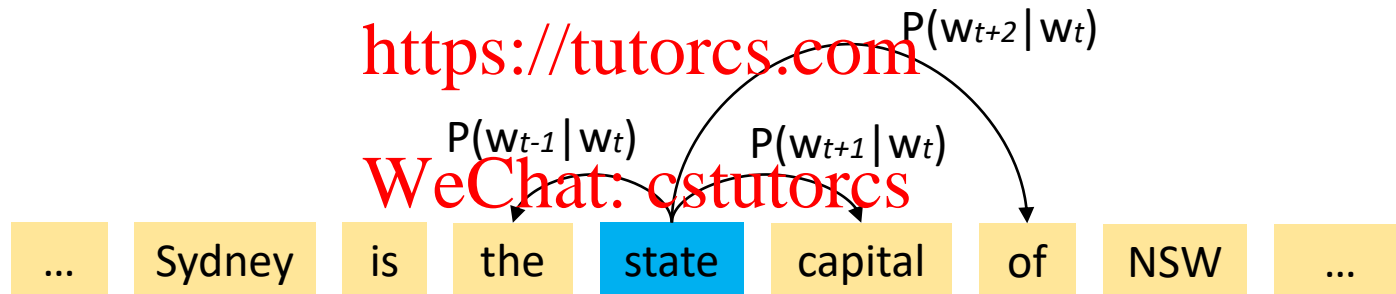 P(wt+2|wt)
https://tutorcs.com
P(wt-1|wt) P(wt+1|wt)
WeChat: cstutorcs
... Sydney is the state capital of NSW ...